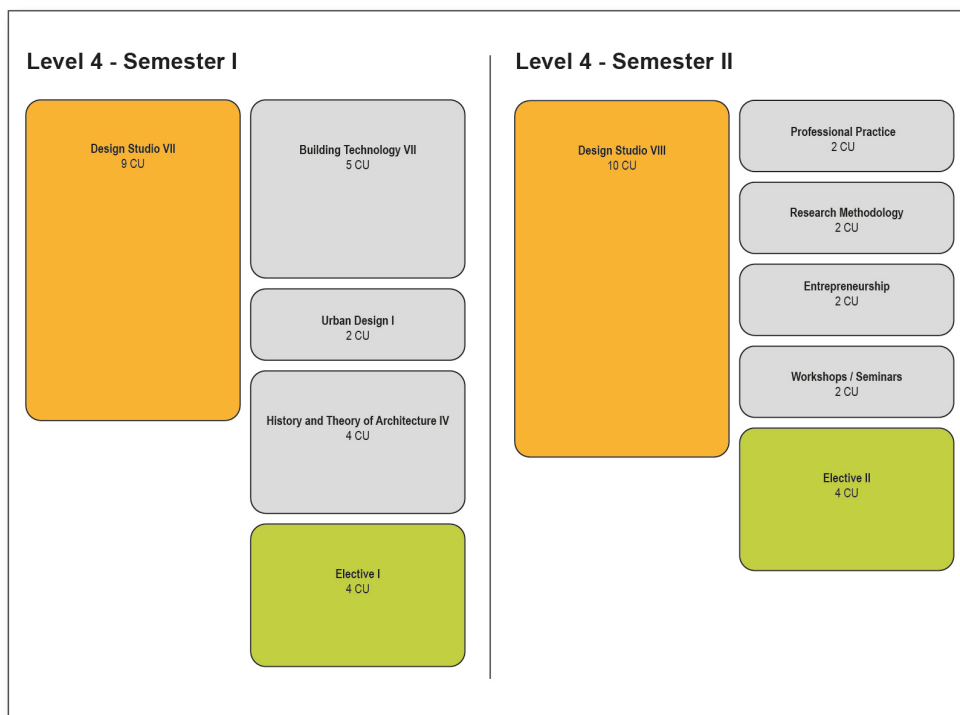 Level 4 - Semester I
Design Studio VII
9 CU
Building Technology VII
5 CU
Urban Design I
2 CU
History and Theory of Architecture IV
4 CU
Elective I
4 CU
Level 4 - Semester II
Design Studio VIII
10 CU
Professional Practice
2 CU
Research Methodology
2 CU
Entrepreneurship
2 CU
Workshops / Seminars
2 CU
Elective II
4 CU